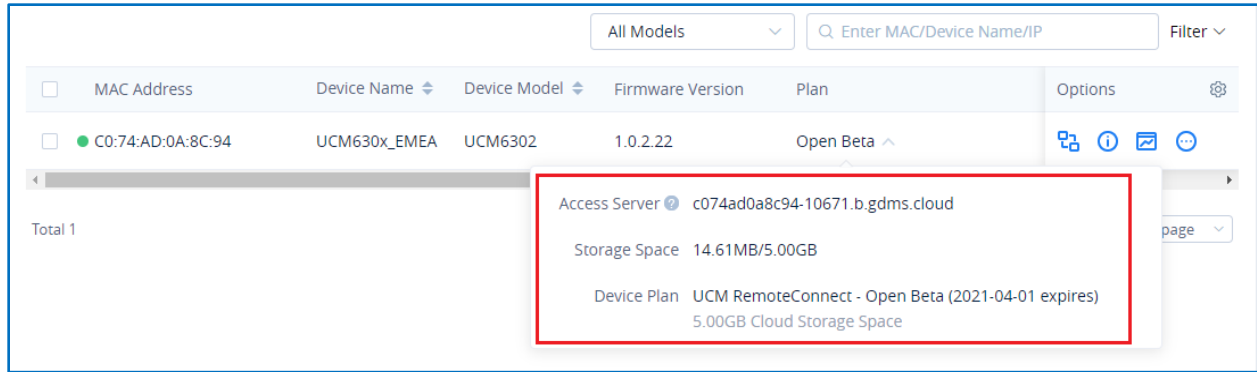 All Models Enter MAC/Device Name/IP Filter
MAC Address Device Name Device Model Firmware Version Plan Options
C0:74:AD:0A:8C:94 UCM630x_EMEA UCM6302 1.0.2.22 Open Beta
Access Server ? c074ad0a8c94-10671.b.gdms.cloud
Total 1 page
Storage Space 14.61MB/5.00GB
Device Plan UCM RemoteConnect - Open Beta (2021-04-01 expires)
5.00GB Cloud Storage Space